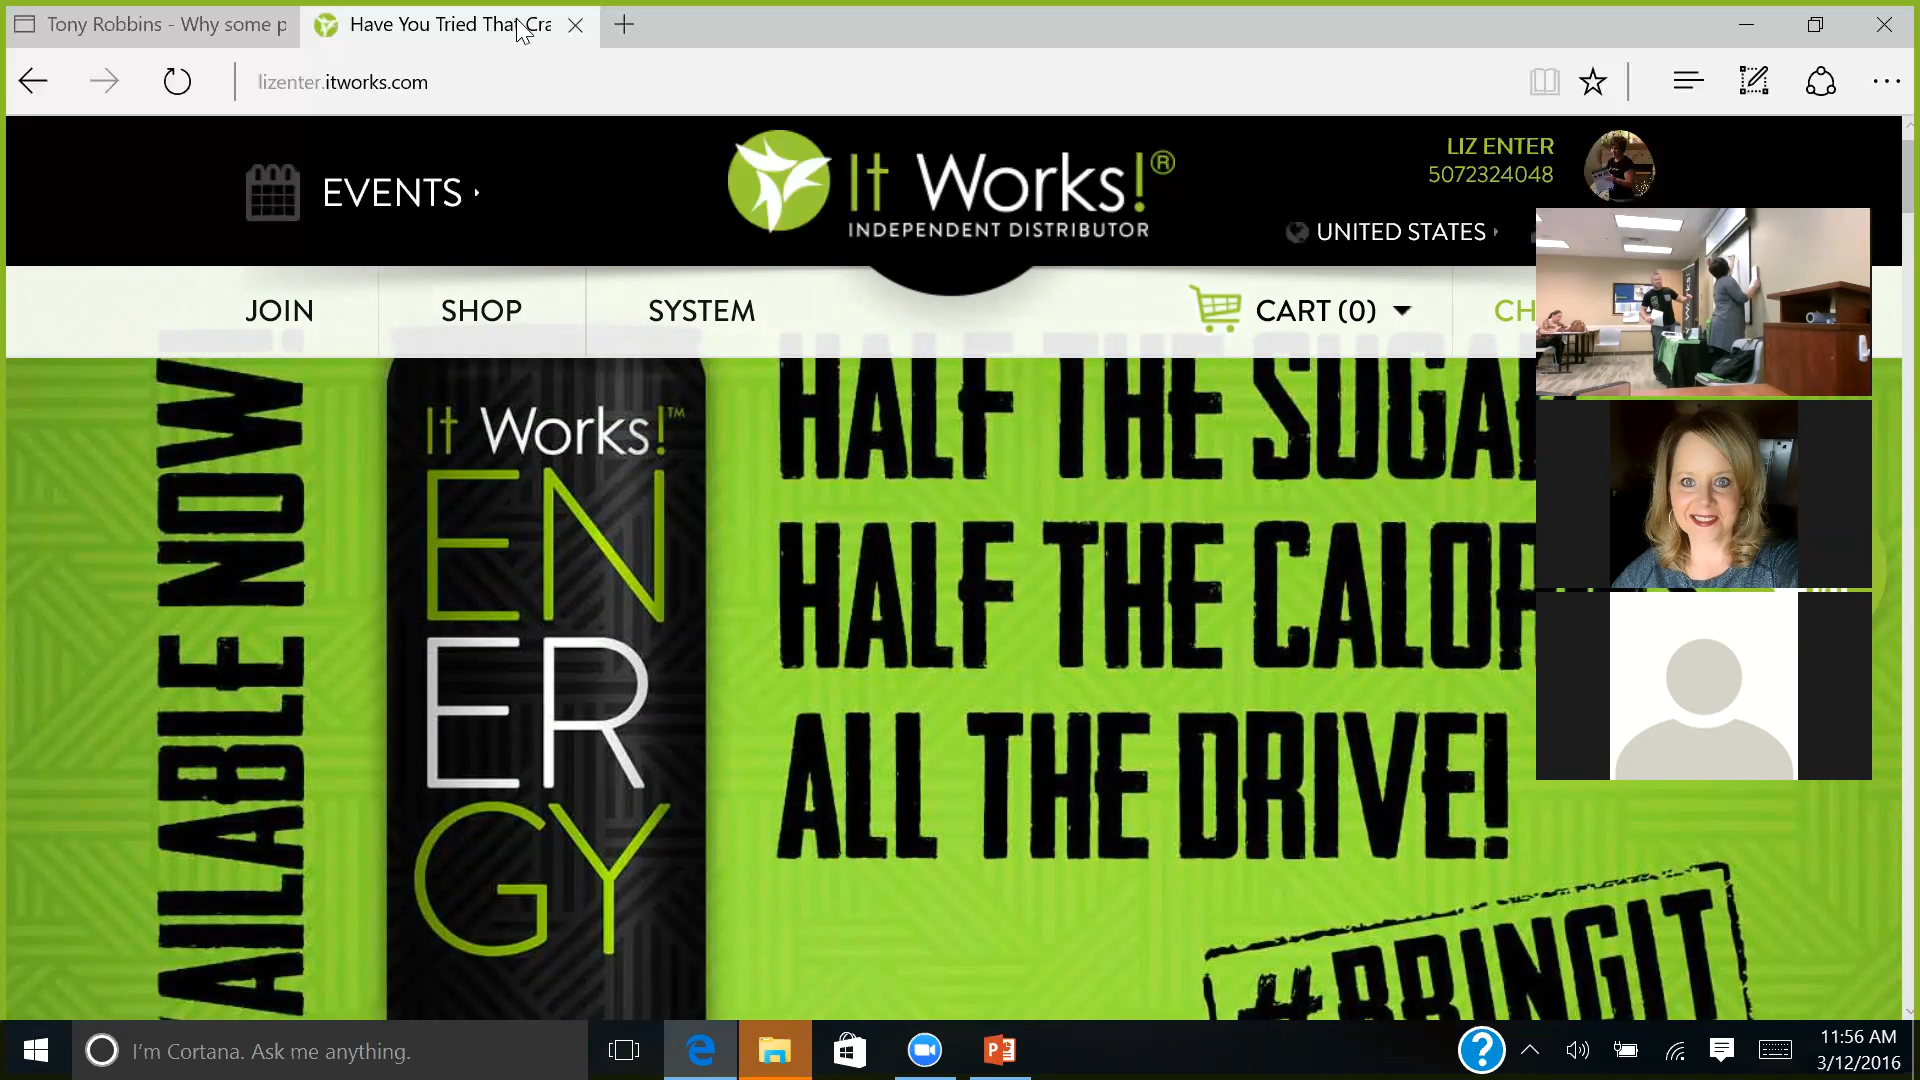 Tony Robbins - Why some p
Have You Tried That Cra
lizenter.itworks.com
EVENTS
It Works!®
INDEPENDENT DISTRIBUTOR
LIZ ENTER
5072324048
UNITED STATES
JOIN
SHOP
SYSTEM
CART (0)
CH
AILABLE NOW!
It Works!™
EN
ER
GY
HALF THE SUGA
HALF THE CALOR
ALL THE DRIVE!
#BRINGIT
I'm Cortana. Ask me anything.
11:56 AM
3/12/2016